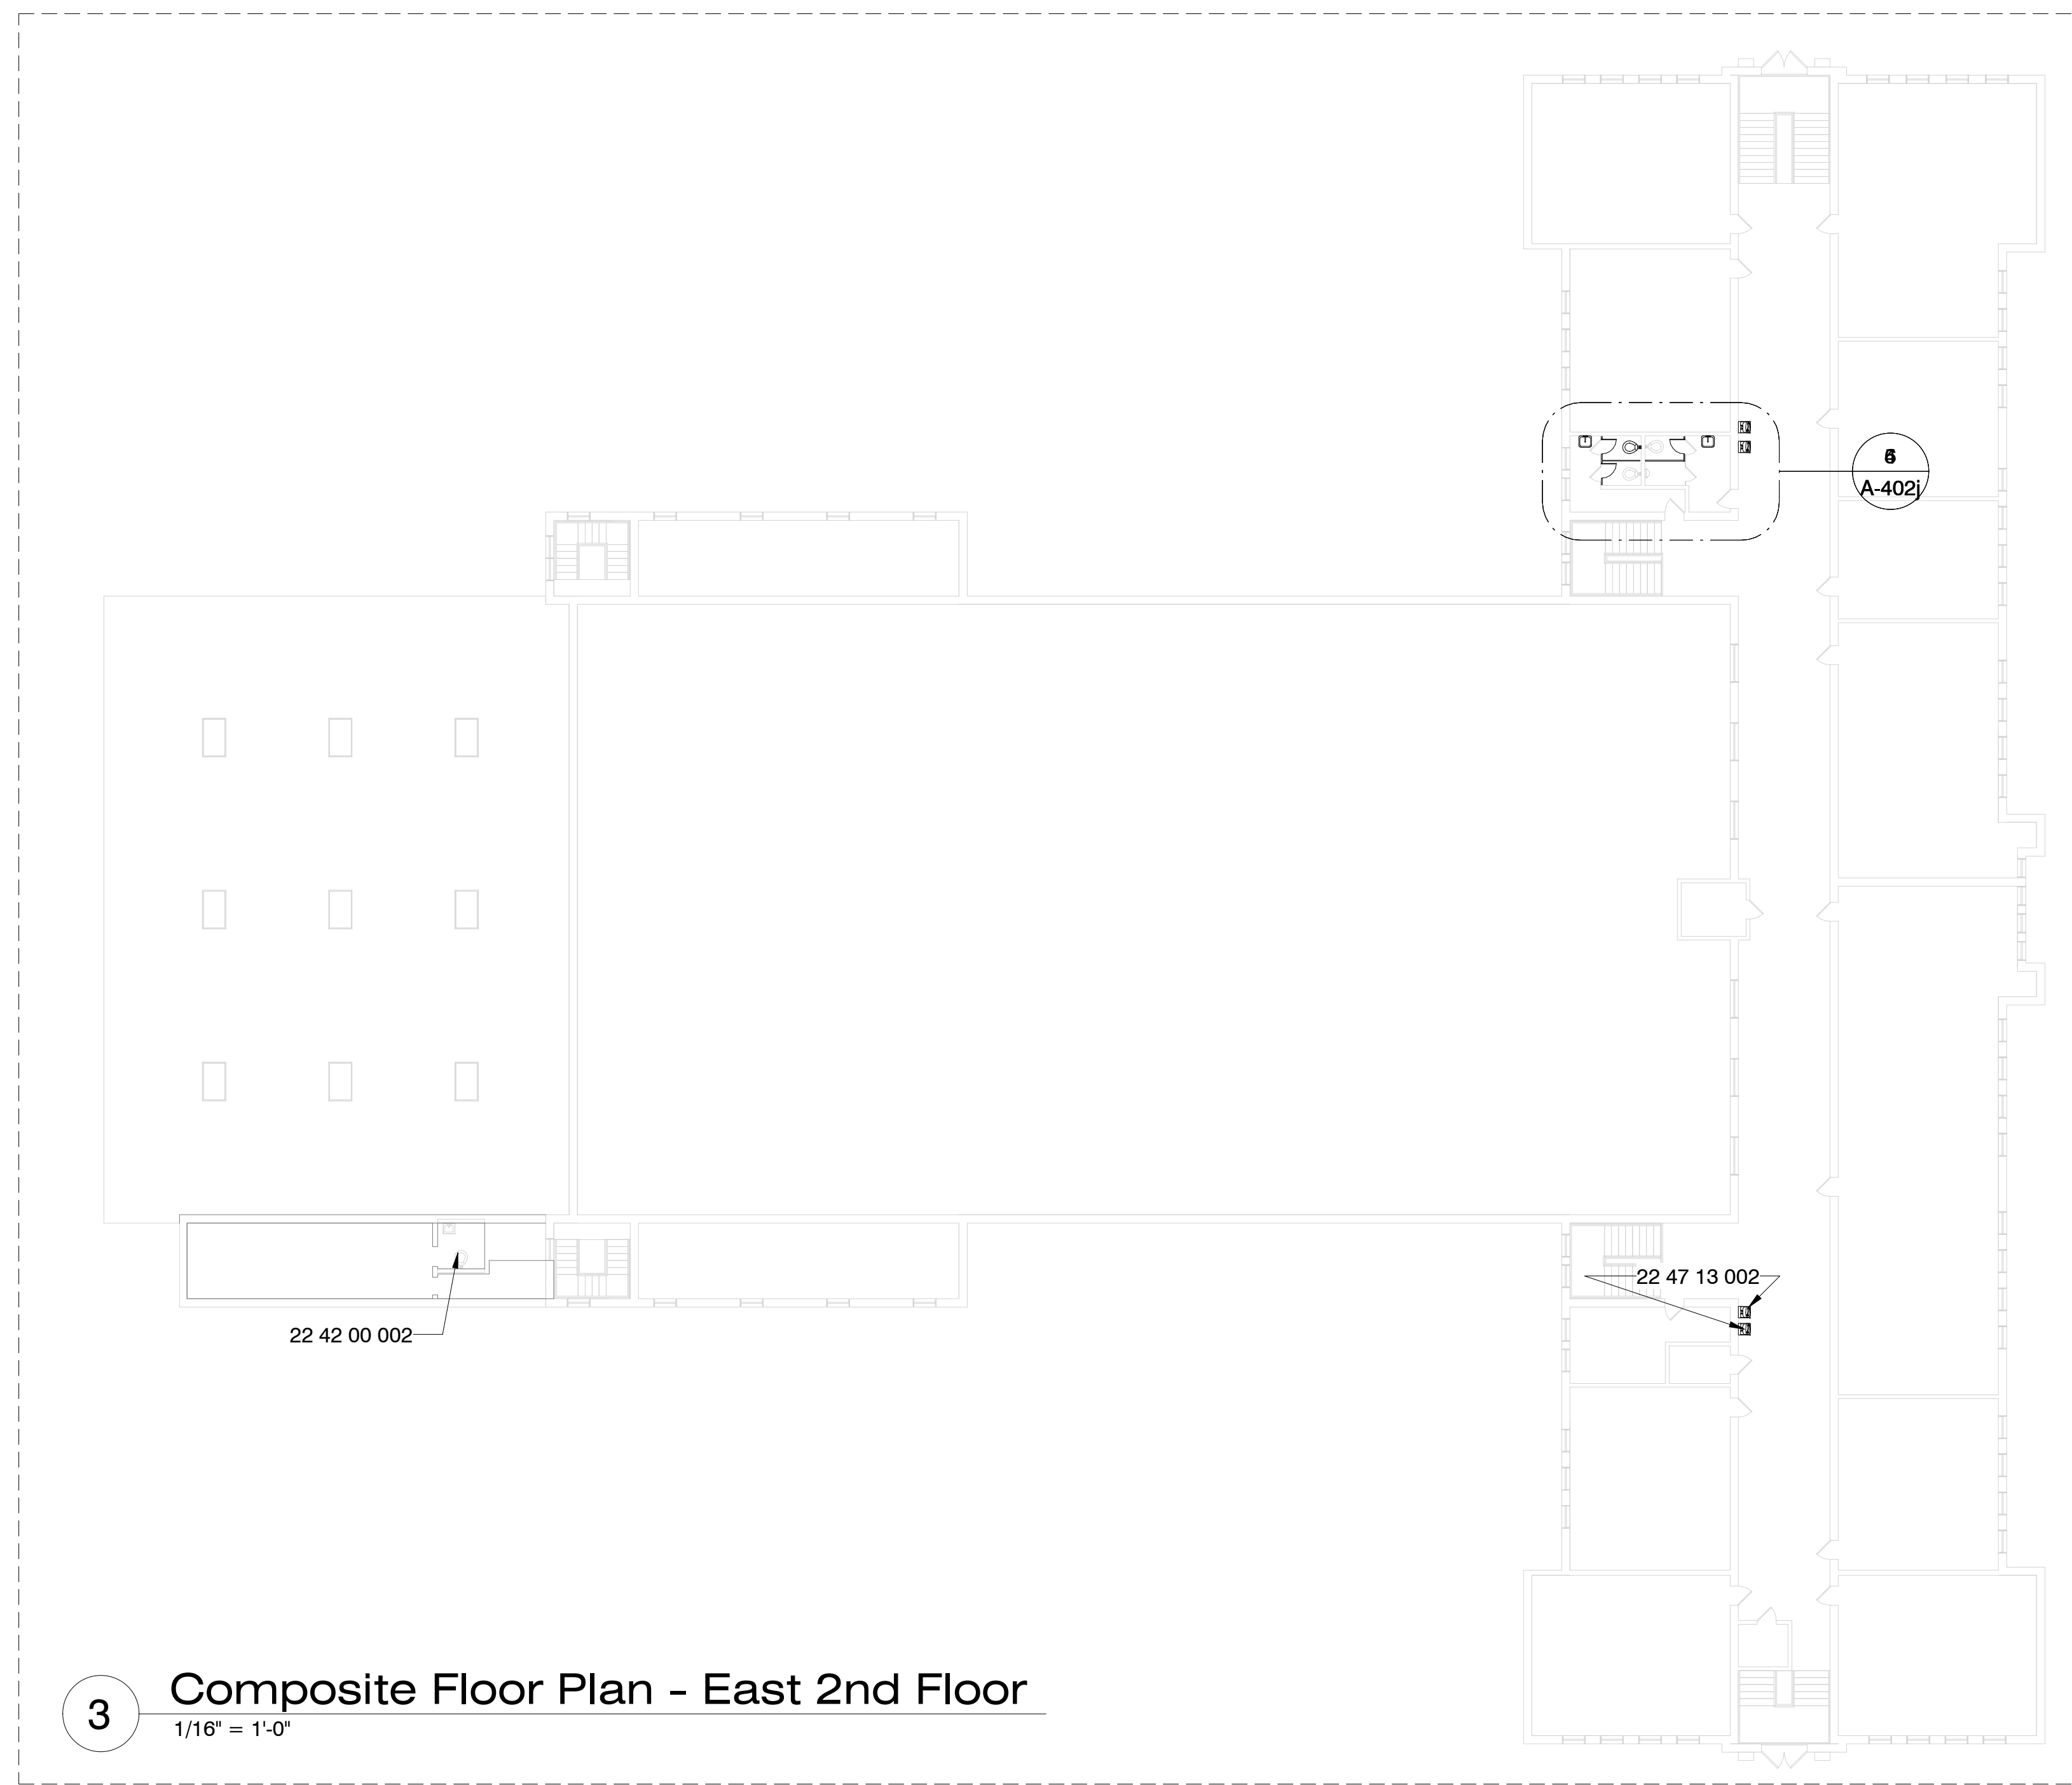 A-402j
22 47 13 002
22 42 00 002
3
Composite Floor Plan - East 2nd Floor
1/16" = 1'-0"